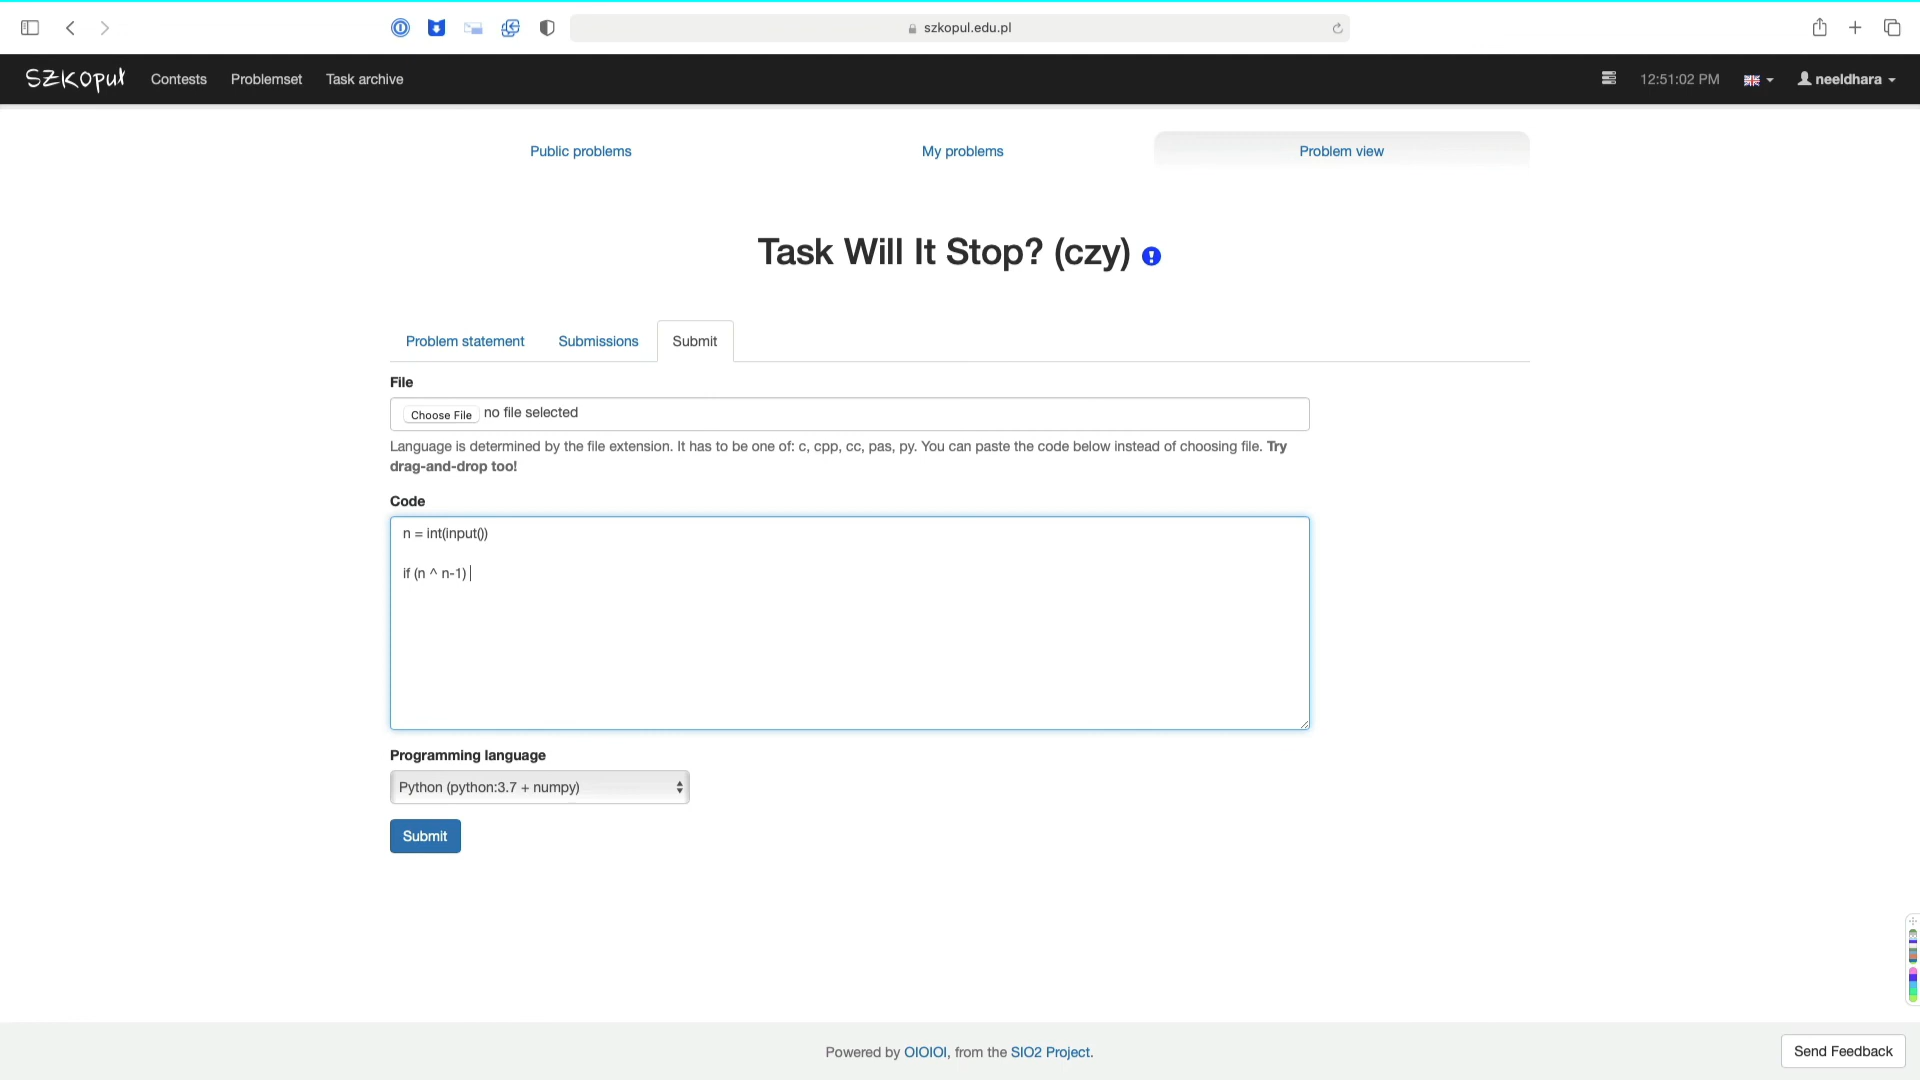 szkopul.edu.pl
szkopuł Contests Problemset Task archive 12:51:02 PM neeldhara
Public problems My problems Problem view
Task Will It Stop? (czy)
Problem statement Submissions Submit
File
Choose File no file selected
Language is determined by the file extension. It has to be one of: c, cpp, cc, pas, py. You can paste the code below instead of choosing file. Try
drag-and-drop too!
Code
n = int(input())
if (n ^ n-1)
Programming language
Python (python:3.7 + numpy)
Submit
Powered by OIOIOI, from the SIO2 Project.
Send Feedback